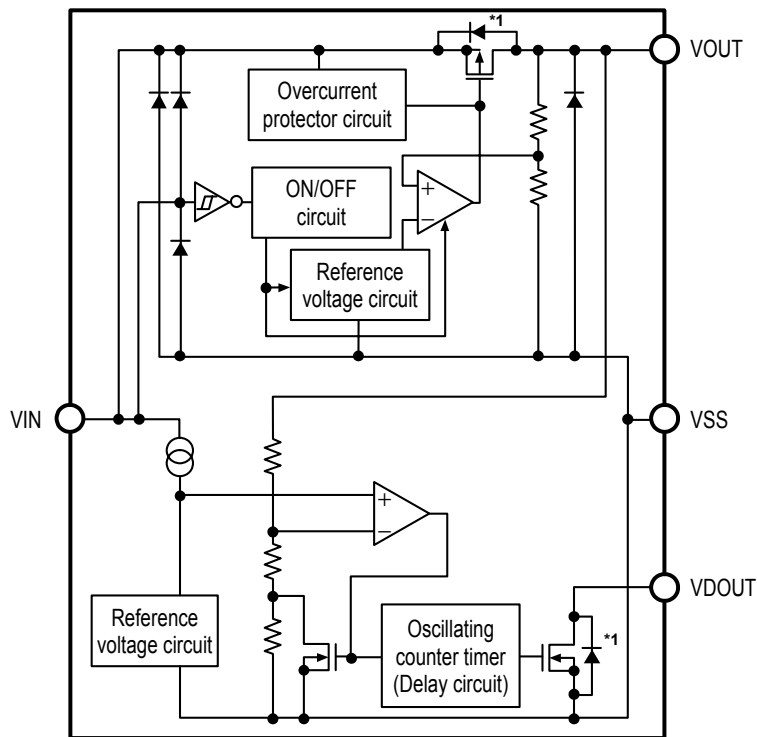 *1
VOUT
Overcurrent
protector circuit
ON/OFF
circuit
+
−
Reference
voltage circuit
VIN
VSS
+
−
VDOUT
Reference
voltage circuit
Oscillating
counter timer
(Delay circuit)
*1